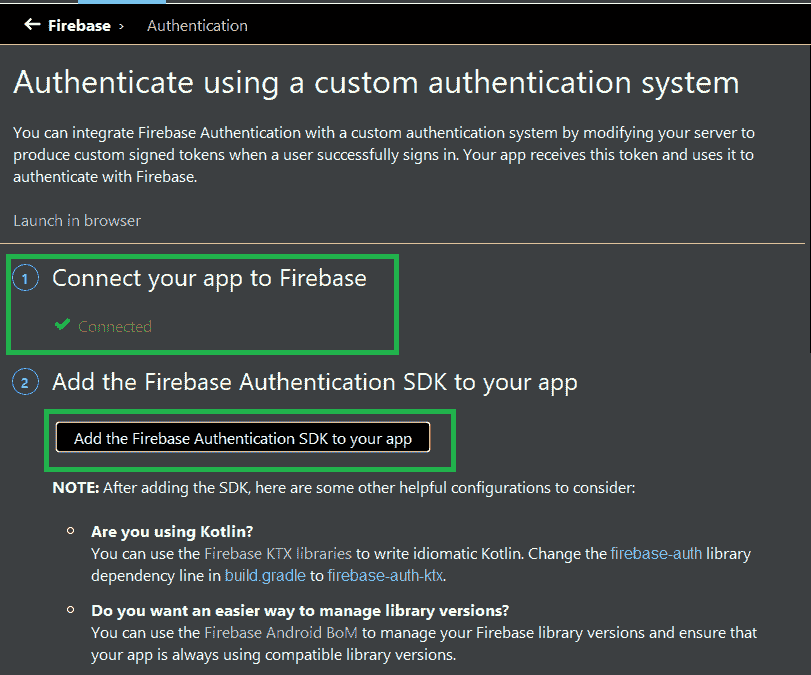 ← Firebase › Authentication
Authenticate using a custom authentication system
You can integrate Firebase Authentication with a custom authentication system by modifying your server to
produce custom signed tokens when a user successfully signs in. Your app receives this token and uses it to
authenticate with Firebase.
Launch in browser
1 Connect your app to Firebase
✔ Connected
2 Add the Firebase Authentication SDK to your app
Add the Firebase Authentication SDK to your app
NOTE: After adding the SDK, here are some other helpful configurations to consider:
Are you using Kotlin?
You can use the Firebase KTX libraries to write idiomatic Kotlin. Change the firebase-auth library
dependency line in build.gradle to firebase-auth-ktx.
Do you want an easier way to manage library versions?
You can use the Firebase Android BoM to manage your Firebase library versions and ensure that
your app is always using compatible library versions.